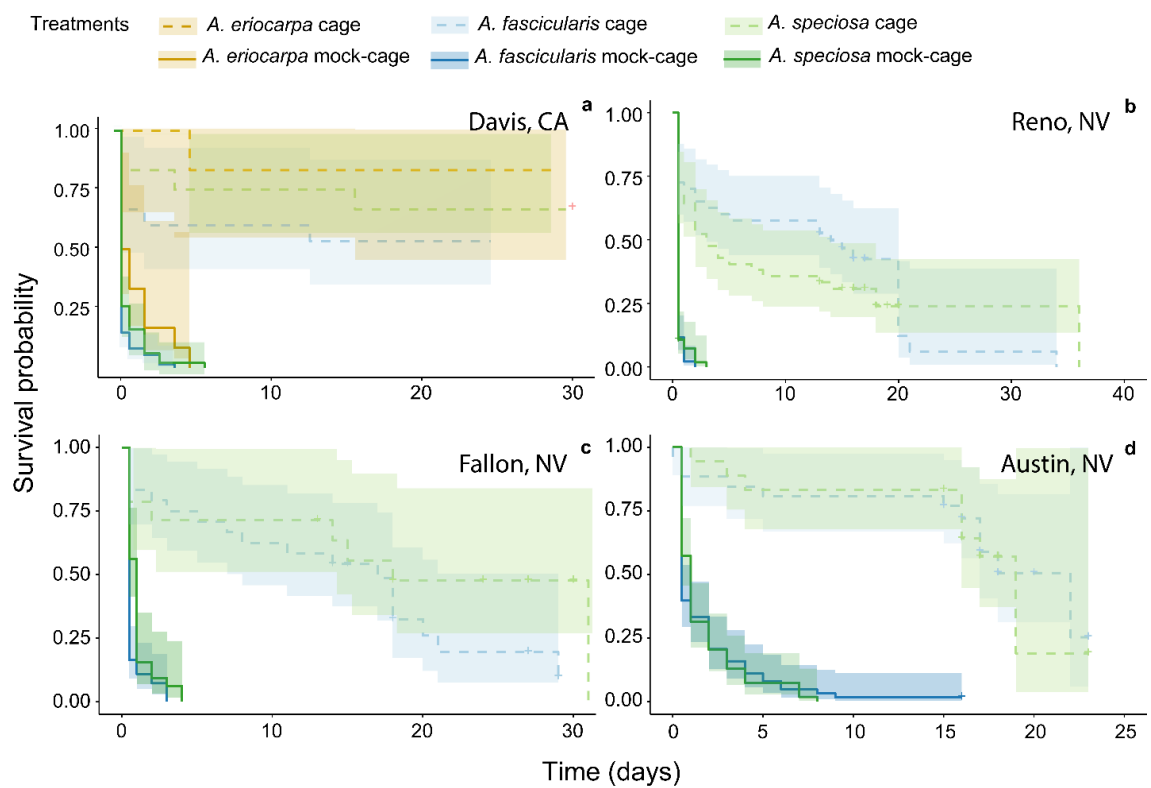 Treatments
A. eriocarpa cage
A. fascicularis cage
A. speciosa cage
A. eriocarpa mock-cage
A. fascicularis mock-cage
A. speciosa mock-cage
Survival probability
a
Davis, CA
1.00
0.75
0.50
0.25
0
10
20
30
b
Reno, NV
1.00
0.75
0.50
0.25
0.00
0
10
20
30
40
c
Fallon, NV
1.00
0.75
0.50
0.25
0.00
0
10
20
30
d
Austin, NV
1.00
0.75
0.50
0.25
0.00
0
5
10
15
20
25
Time (days)